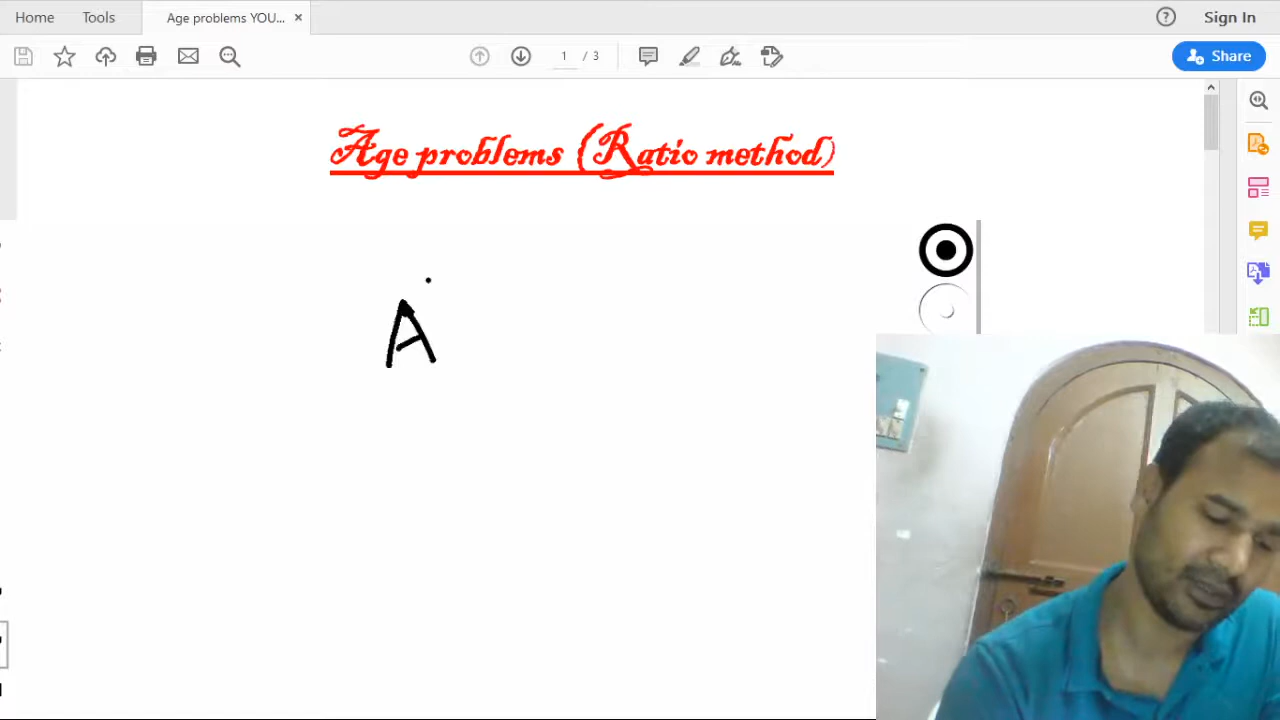 Home Tools Age problems YOU... × Sign In
1 / 3 Share
Age problems (Ratio method)
A